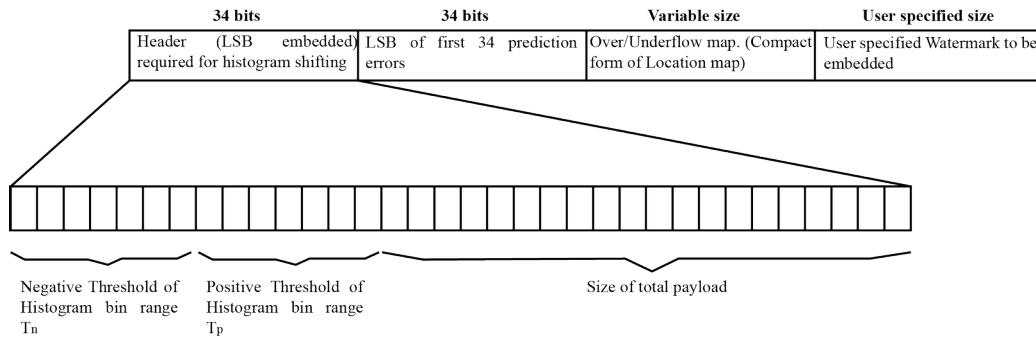 34 bits
34 bits
Variable size
User specified size
Header (LSB embedded)
required for histogram shifting
LSB of first 34 prediction
errors
Over/Underflow map. (Compact
form of Location map)
User specified Watermark to be
embedded
Negative Threshold of
Histogram bin range
Tn
Positive Threshold of
Histogram bin range
Tp
Size of total payload